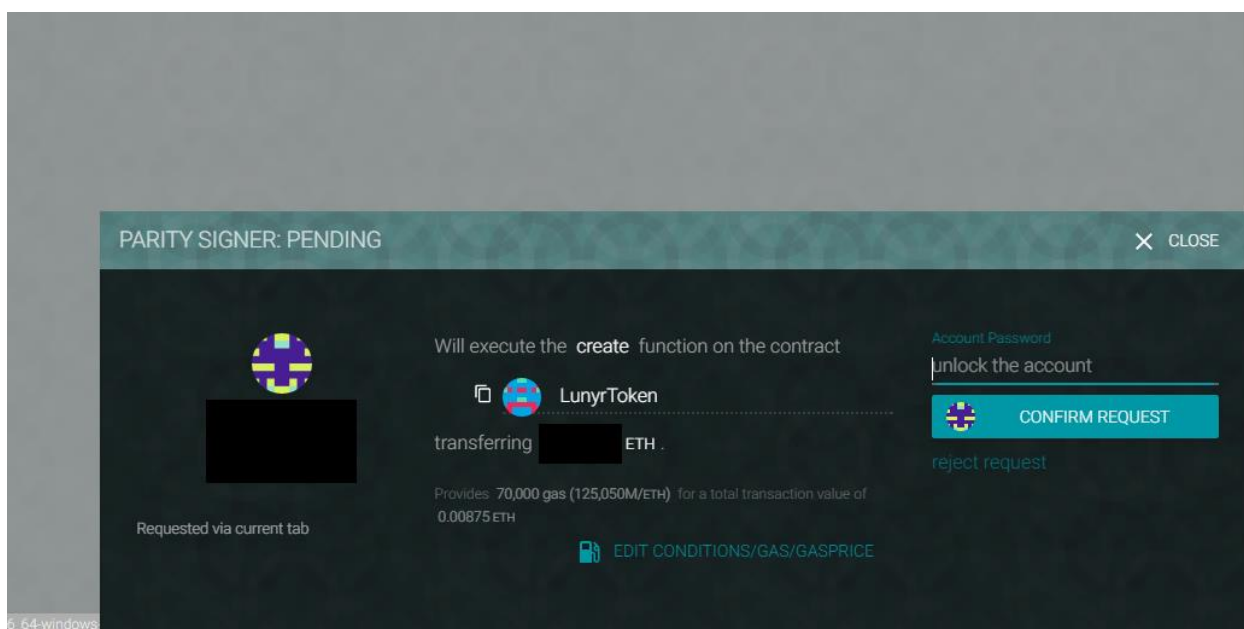 PARITY SIGNER: PENDING
CLOSE
Requested via current tab
Will execute the create function on the contract
LunyrToken
transferring ETH .
Provides 70,000 gas (125,050M/ETH) for a total transaction value of
0.00875 ETH
EDIT CONDITIONS/GAS/GASPRICE
Account Password
unlock the account
CONFIRM REQUEST
reject request
64-windows-